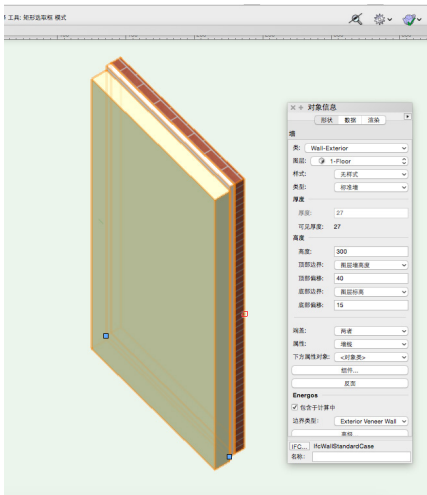 工具: 矩形选取框 模式
对象信息
形状 数据 渲染
墙
类: Wall-Exterior
图层: 1-Floor
样式: 无样式
类型: 标准墙
厚度
厚度: 27
可见厚度: 27
高度
高度: 300
顶部边界: 图层墙高度
顶部偏移: 40
底部边界: 图层标高
底部偏移: 15
端盖: 两者
属性: 墙线
下方属性对象: <对象类>
组件...
反面
Energos
包含于计算中
边界类型: Exterior Veneer Wall
IFC... IfcWallStandardCase
名称: